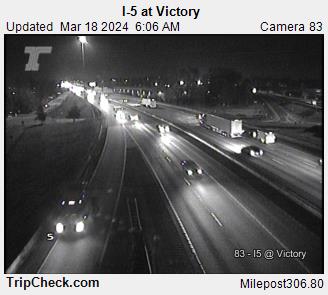 I-5 at Victory
Updated Mar 18 2024 6:06 AM Camera 83
T
S
83 - I5 @ Victory
TripCheck.com Milepost306.80